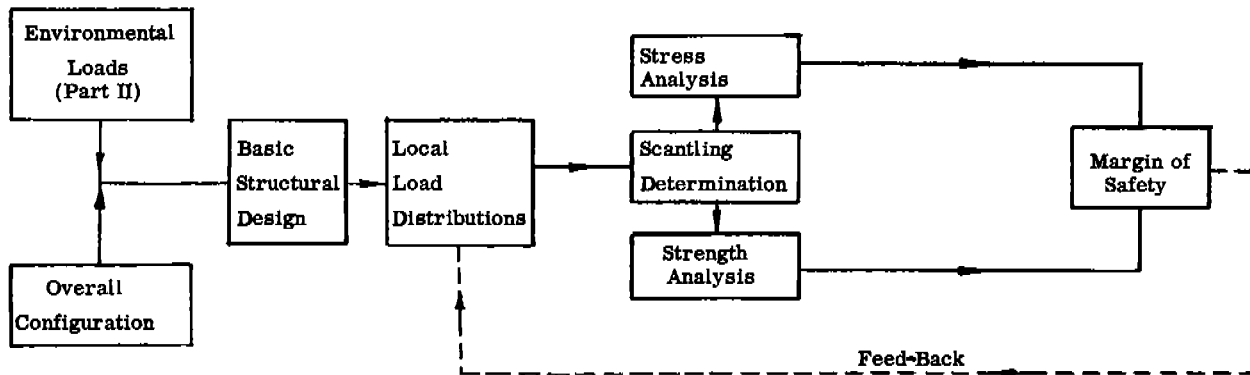 Environmental
Loads
(Part II)
Overall
Configuration
Basic
Structural
Design
Local
Load
Distributions
Stress
Analysis
Scantling
Determination
Strength
Analysis
Margin of
Safety
Feed-Back